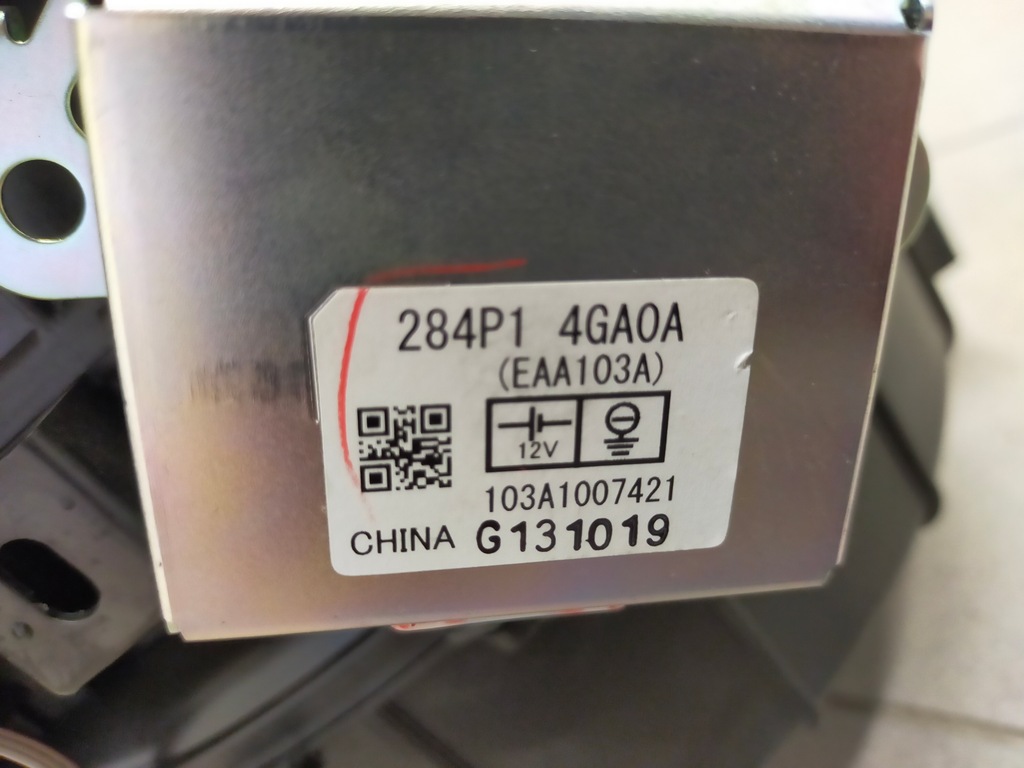 284P1 4GA0A
(EAA103A)
12V
103A1007421
CHINA G131019